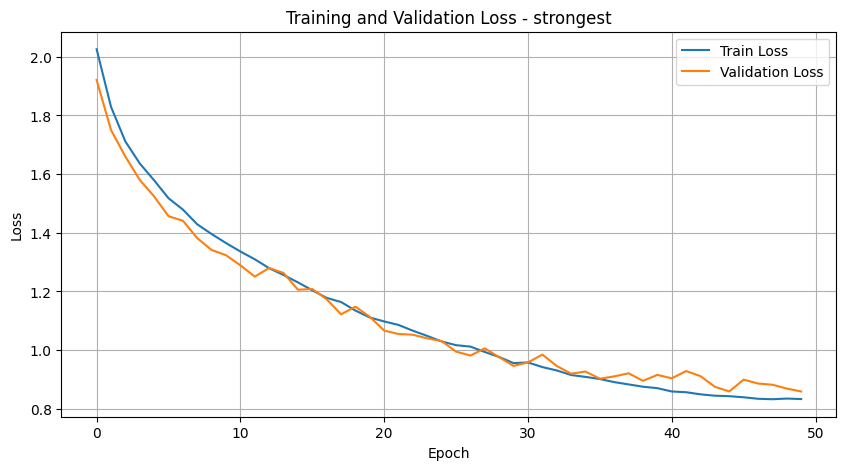 Training and Validation Loss - strongest
Train Loss
Validation Loss
Loss
2.0
1.8
1.6
1.4
1.2
1.0
0.8
0
10
20
30
40
50
Epoch